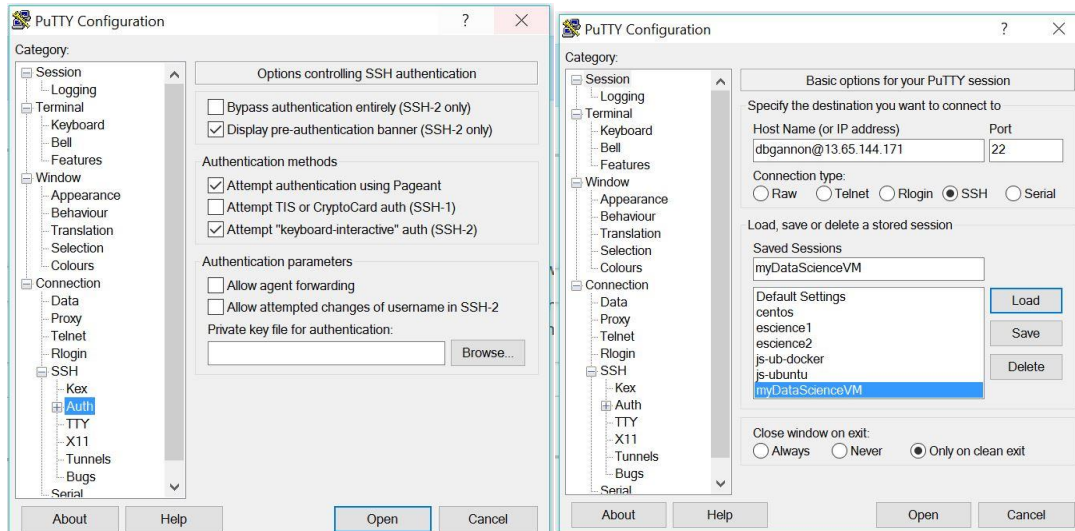 PuTTY Configuration
?
Category:
Session
Logging
Terminal
Keyboard
Bell
Features
Window
Appearance
Behaviour
Translation
Selection
Colours
Connection
Data
Proxy
Telnet
Rlogin
SSH
Kex
Auth
TTY
X11
Tunnels
Bugs
Serial
Options controlling SSH authentication
Bypass authentication entirely (SSH-2 only)
Display pre-authentication banner (SSH-2 only)
Authentication methods
Attempt authentication using Pageant
Attempt TIS or CryptoCard auth (SSH-1)
Attempt "keyboard-interactive" auth (SSH-2)
Authentication parameters
Allow agent forwarding
Allow attempted changes of username in SSH-2
Private key file for authentication:
Browse...
About Help Open Cancel
PuTTY Configuration
?
Category:
Session
Logging
Terminal
Keyboard
Bell
Features
Window
Appearance
Behaviour
Translation
Selection
Colours
Connection
Data
Proxy
Telnet
Rlogin
SSH
Kex
Auth
TTY
X11
Tunnels
Bugs
Serial
Basic options for your PuTTY session
Specify the destination you want to connect to
Host Name (or IP address) Port
dbgannon@13.65.144.171 22
Connection type:
Raw Telnet Rlogin SSH Serial
Load, save or delete a stored session
Saved Sessions
myDataScienceVM
Default Settings
centos
escience1
escience2
js-ub-docker
js-ubuntu
myDataScienceVM
Load
Save
Delete
Close window on exit:
Always Never Only on clean exit
About Help Open Cancel